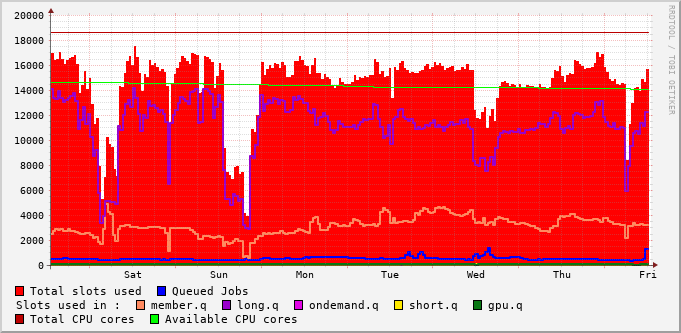 20000
18000
16000
14000
12000
10000
8000
6000
4000
2000
0
Sat Sun Mon Tue Wed Thu Fri
RRDTOOL / TOBI OETIKER
Total slots used Queued Jobs
Slots used in : member.q long.q ondemand.q short.q gpu.q
Total CPU cores Available CPU cores